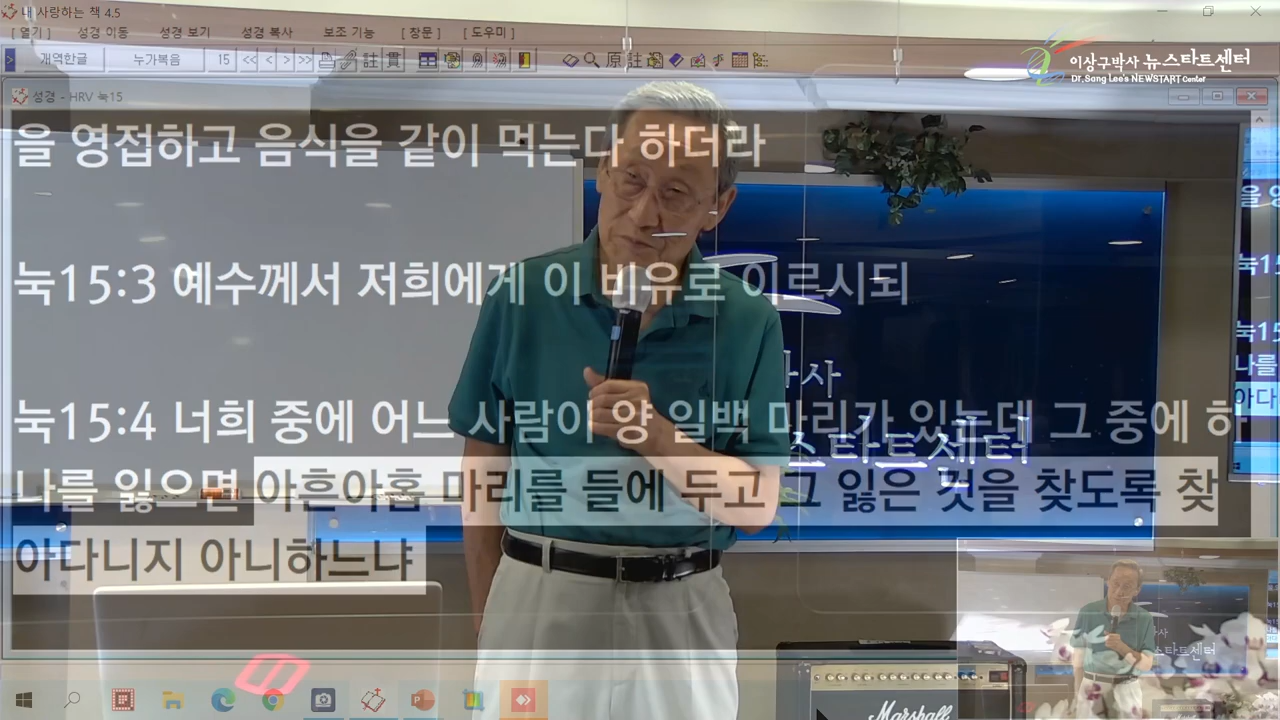 내 사랑하는 책 4.5
[ 열기 ] 성경 이동 성경 보기 성경 복사 보조 기능 [ 창문 ] [ 도우미 ]
개역한글 누가복음 15 << < > >>
이상구박사 뉴스타트센터
Dr. Sang Lee's NEWSTART Center
성경 - HRV 눅15
을 영접하고 음식을 같이 먹는다 하더라
눅15:3 예수께서 저희에게 이 비유로 이르시되
눅15:4 너희 중에 어느 사람이 양 일백 마리가 있는데 그 중에 하
나를 잃으면 아흔아홉 마리를 들에 두고 그 잃은 것을 찾도록 찾
아다니지 아니하느냐
스타트센터
Marshall